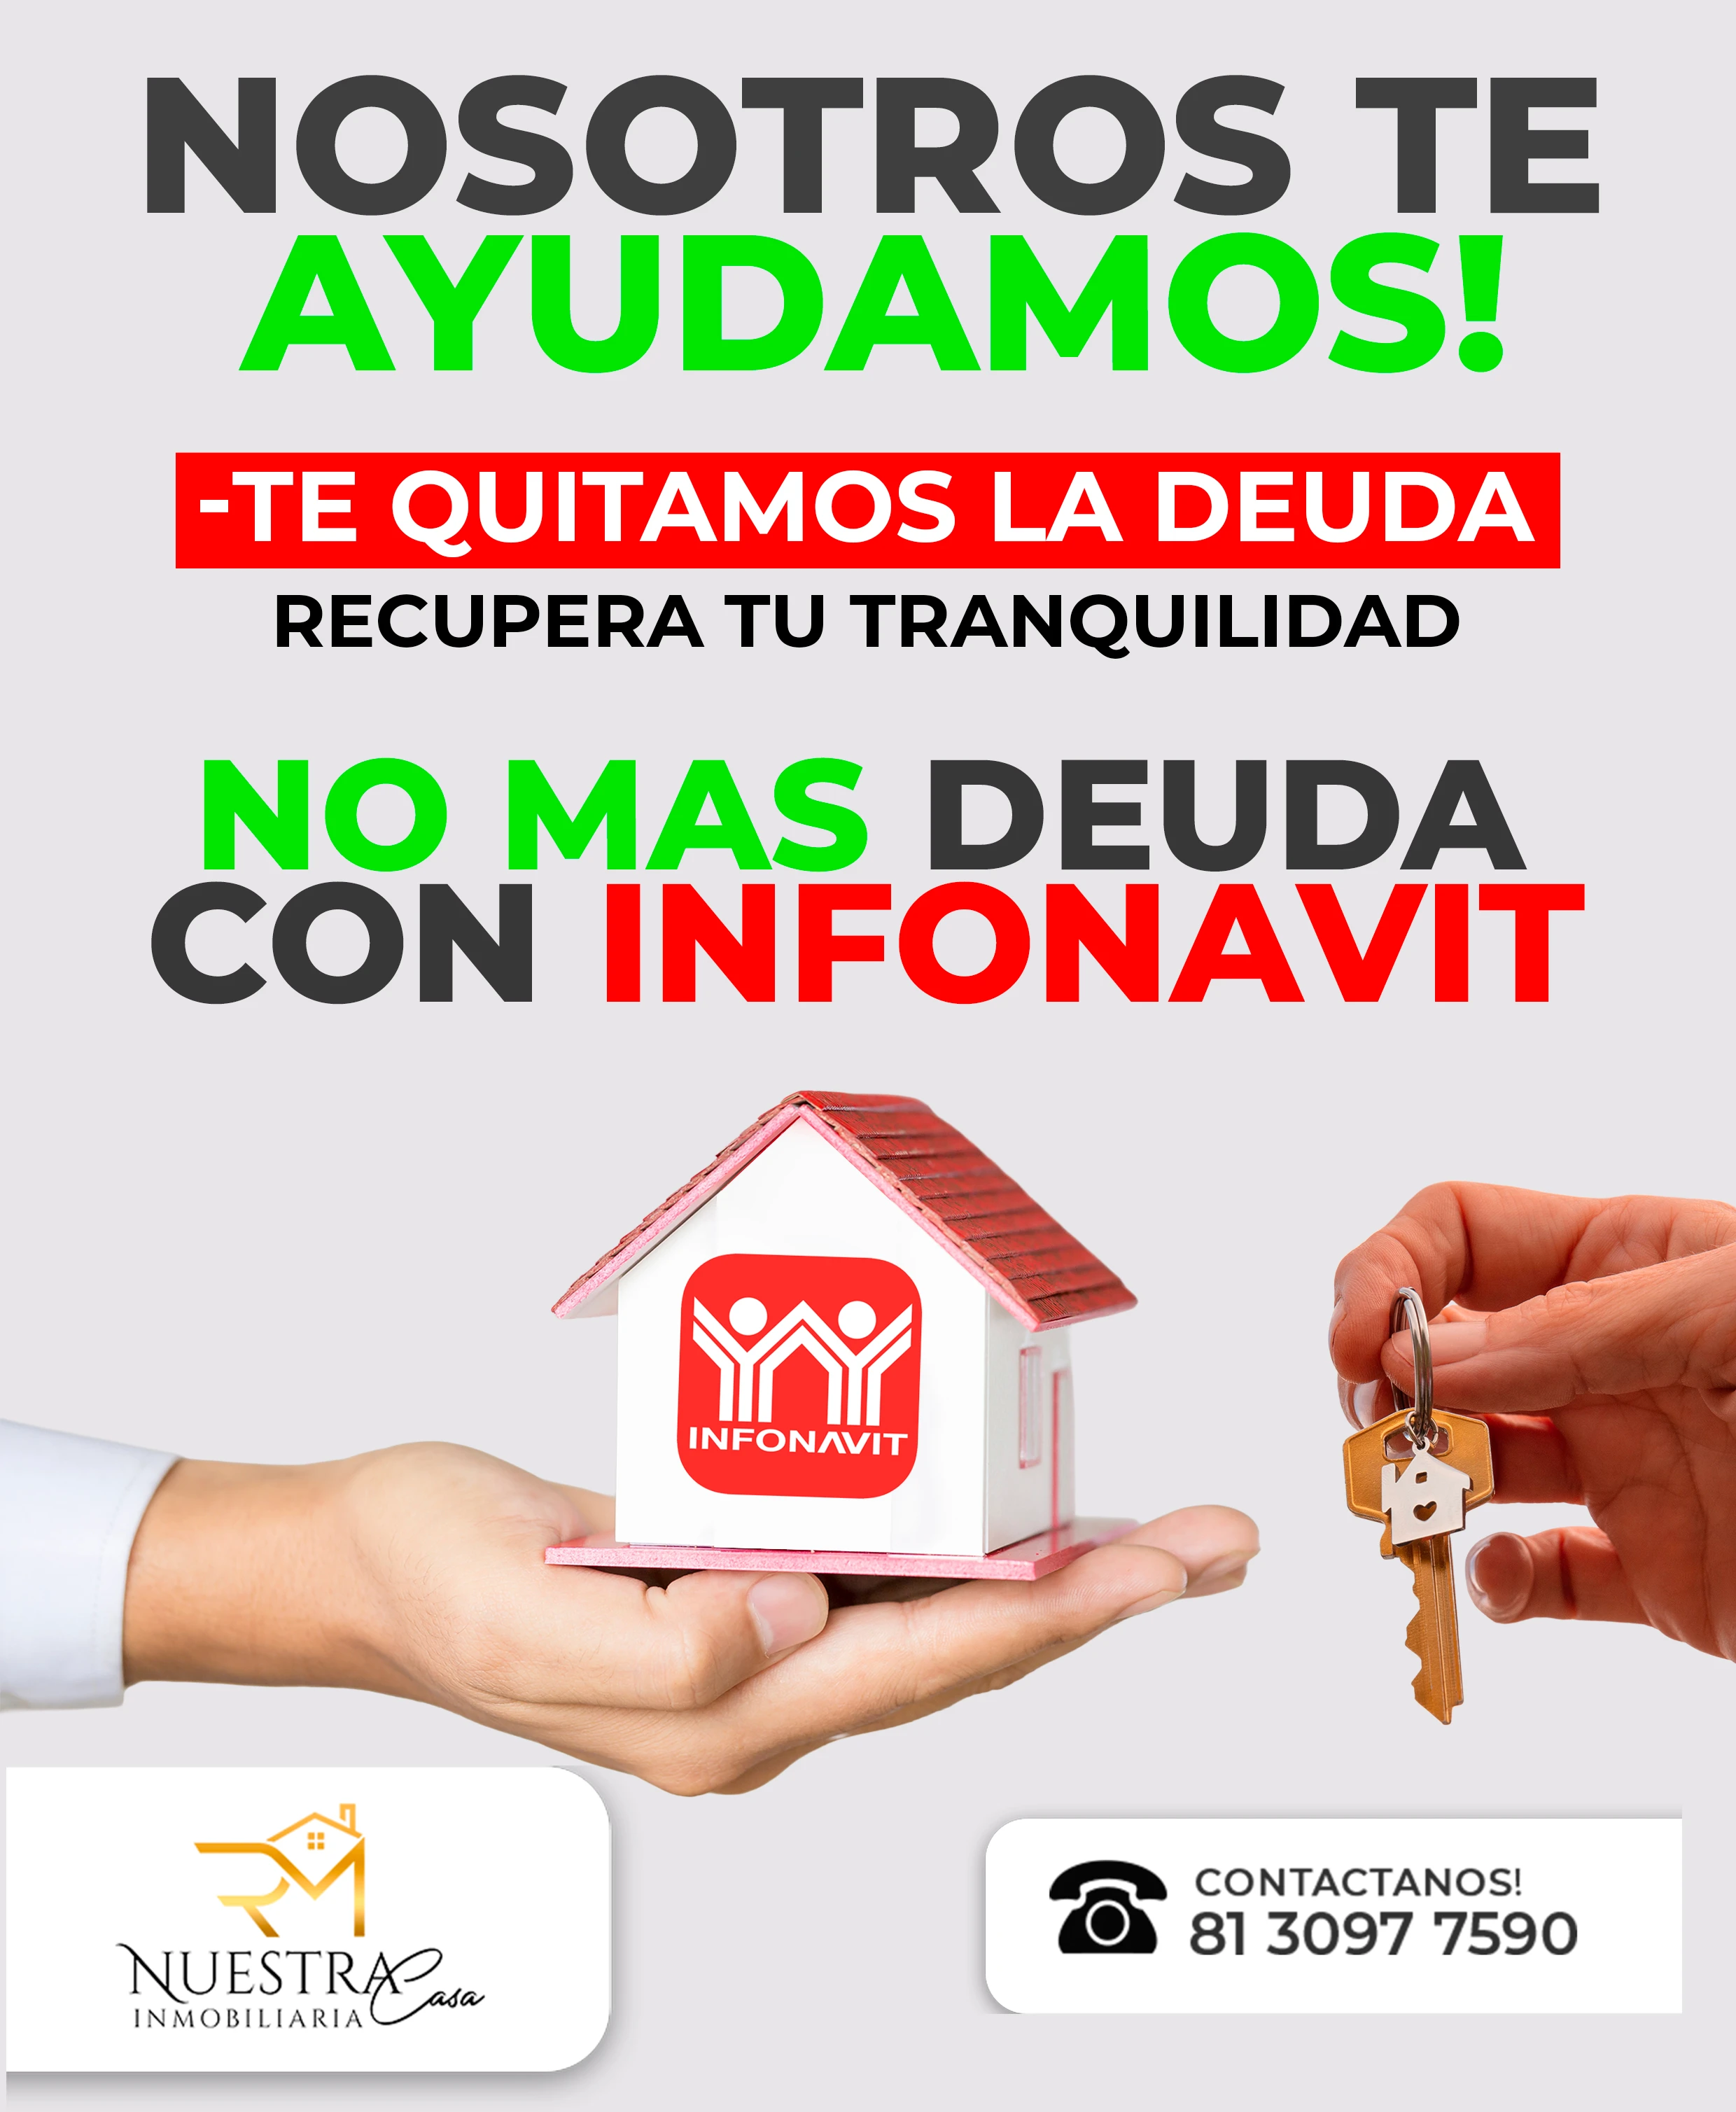 NOSOTROS TE
AYUDAMOS!
-TE QUITAMOS LA DEUDA
RECUPERA TU TRANQUILIDAD
NO MAS DEUDA
CON INFONAVIT
INFONAVIT
RM
NUESTRA Casa
INMOBILIARIA
CONTACTANOS!
81 3097 7590